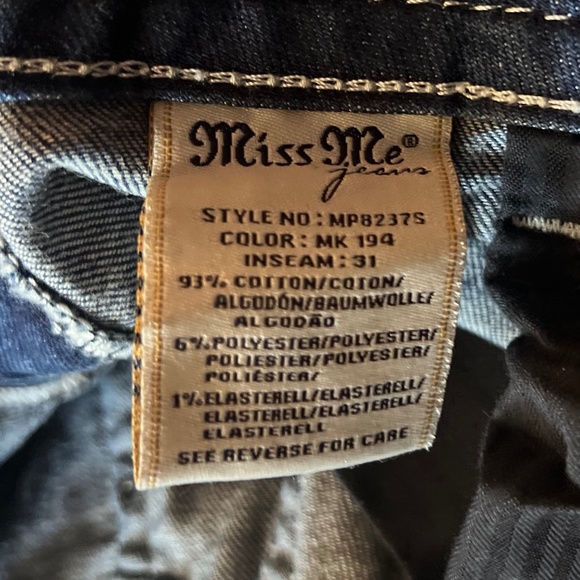 Miss Me®
jeans
STYLE NO: MP8237S
COLOR: MK 194
INSEAM: 31
93% COTTON/COTON/
ALGODÓN/BAUMWOLLE/
ALGODÃO
6% POLYESTER/POLYESTER/
POLIESTER/POLYESTER/
POLIÉSTER/
1% ELASTERELL/ELASTERELL/
ELASTERELL/ELASTERELL/
ELASTERELL
SEE REVERSE FOR CARE